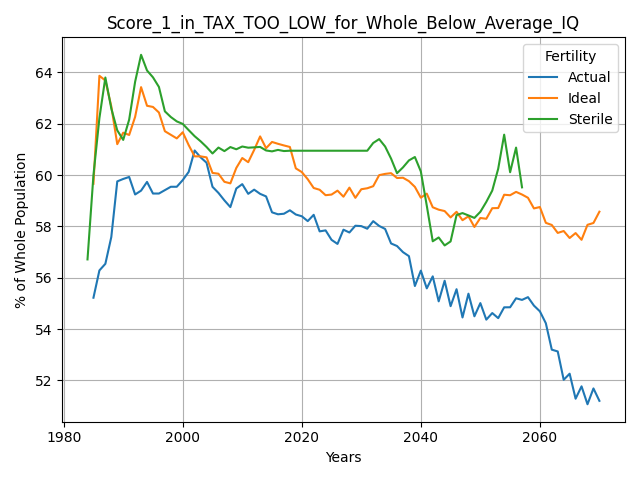 Score_1_in_TAX_TOO_LOW_for_Whole_Below_Average_IQ
Fertility
Actual
Ideal
Sterile
% of Whole Population
64
62
60
58
56
54
52
1980
2000
2020
2040
2060
Years